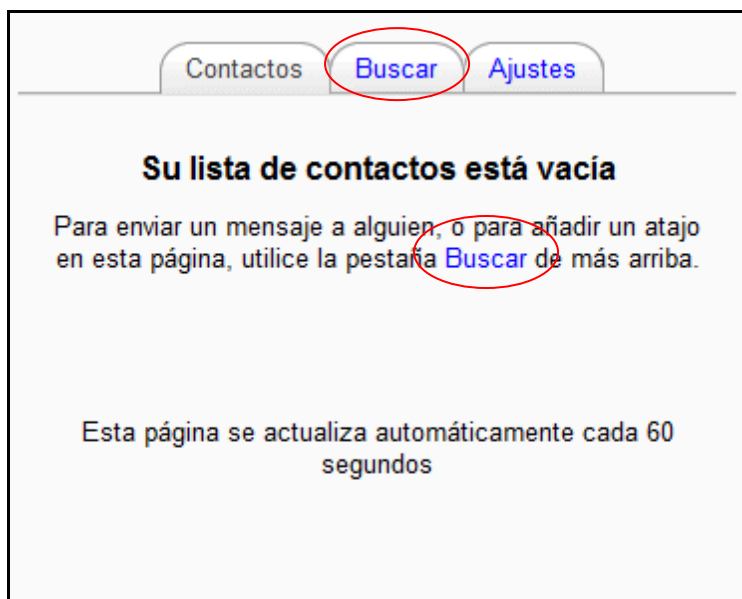 Contactos Buscar Ajustes
Su lista de contactos está vacía
Para enviar un mensaje a alguien, o para añadir un atajo
en esta página, utilice la pestaña Buscar de más arriba.
Esta página se actualiza automáticamente cada 60
segundos